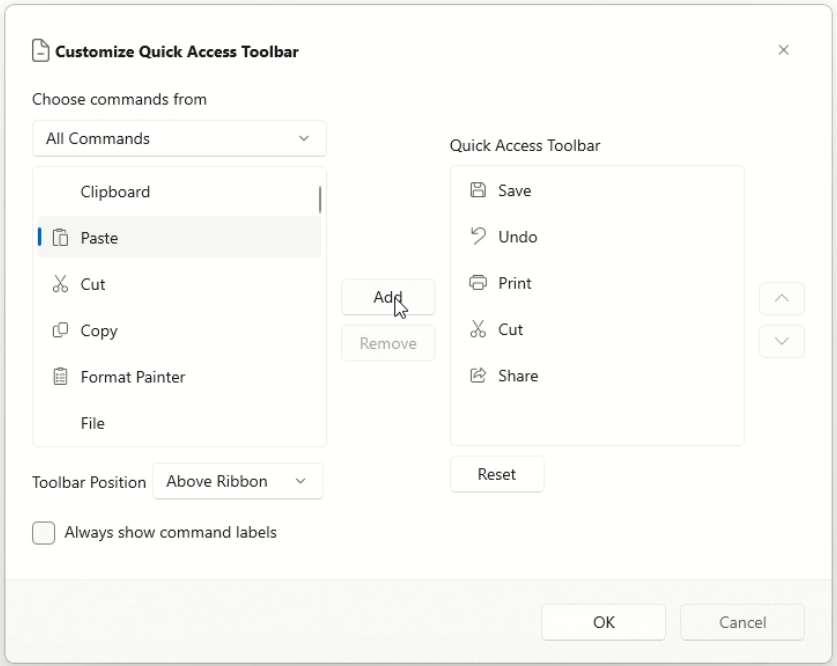 Customize Quick Access Toolbar
Choose commands from
All Commands
Clipboard
Paste
Cut
Copy
Format Painter
File
Toolbar Position
Above Ribbon
Always show command labels
Add
Remove
Quick Access Toolbar
Save
Undo
Print
Cut
Share
Reset
OK
Cancel